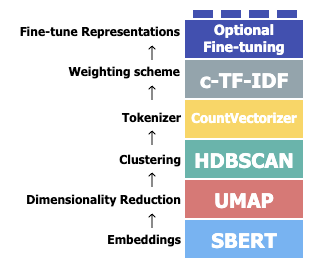 Fine-tune Representations
Optional
Fine-tuning
↑
Weighting scheme
c-TF-IDF
↑
Tokenizer
CountVectorizer
↑
Clustering
HDBSCAN
↑
Dimensionality Reduction
UMAP
↑
Embeddings
SBERT